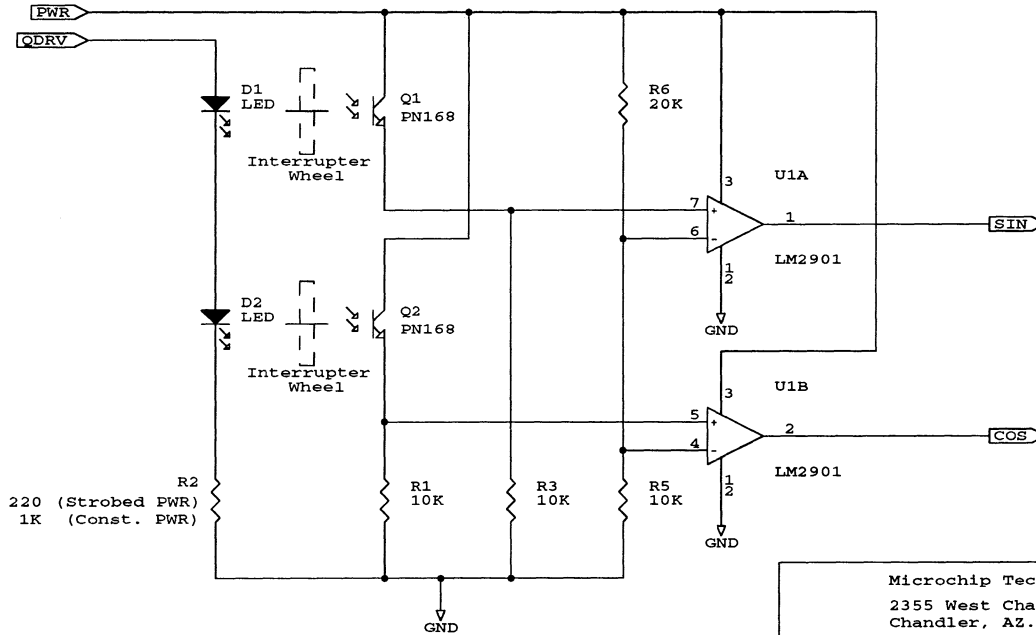 PWR
QDRV
D1
LED
Q1
PN168
Interrupter
Wheel
R6
20K
U1A
3
7
+
6
-
1
LM2901
1
2
GND
SIN
D2
LED
Q2
PN168
Interrupter
Wheel
U1B
3
5
+
4
-
2
LM2901
1
2
GND
COS
R2
220 (Strobed PWR)
1K (Const. PWR)
R1
10K
R3
10K
R5
10K
GND
Microchip Tec
2355 West Cha
Chandler, AZ.